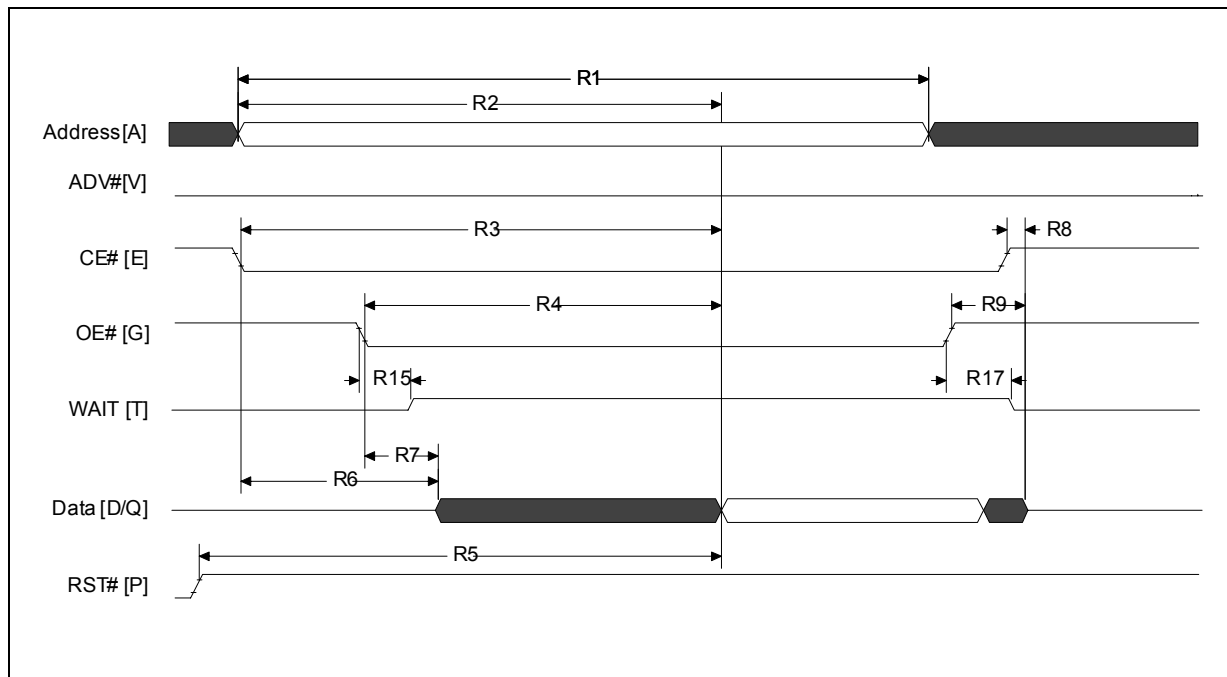 R1
R2
Address [A]
ADV# [V]
R3
R8
CE# [E]
R4
R9
OE# [G]
R15
R17
WAIT [T]
R7
R6
Data [D/Q]
R5
RST# [P]